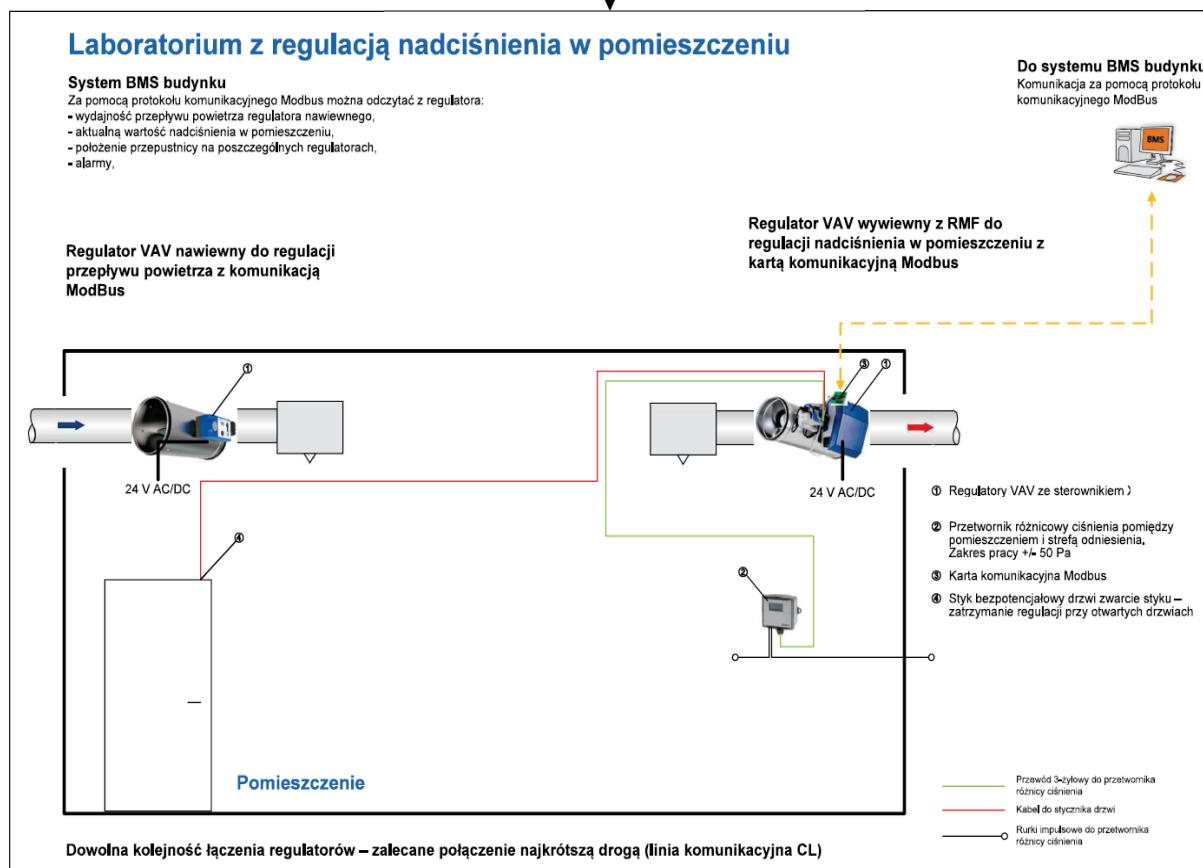 Laboratorium z regulacją nadciśnienia w pomieszczeniu
System BMS budynku
Za pomocą protokołu komunikacyjnego Modbus można odczytać z regulatora:
- wydajność przepływu powietrza regulatora nawiewnego,
- aktualną wartość nadciśnienia w pomieszczeniu,
- położenie przepustnicy na poszczególnych regulatorach,
- alarmy,
Do systemu BMS budynku
Komunikacja za pomocą protokołu
komunikacyjnego ModBus
BMS
Regulator VAV nawiewny do regulacji
przepływu powietrza z komunikacją
ModBus
Regulator VAV wywiewny z RMF do
regulacji nadciśnienia w pomieszczeniu z
kartą komunikacyjną Modbus
①
③
①
24 V AC/DC
24 V AC/DC
④
②
① Regulatory VAV ze sterownikiem
② Przetwornik różnicowy ciśnienia pomiędzy
pomieszczeniem i strefą odniesienia.
Zakres pracy +/- 50 Pa
③ Karta komunikacyjna Modbus
④ Styk bezpotencjałowy drzwi zwarcie styku –
zatrzymanie regulacji przy otwartych drzwiach
Pomieszczenie
Przewód 3-żyłowy do przetwornika
różnicy ciśnienia
Kabel do stycznika drzwi
Rurki impulsowe do przetwornika
różnicy ciśnienia
Dowolna kolejność łączenia regulatorów – zalecane połączenie najkrótszą drogą (linia komunikacyjna CL)